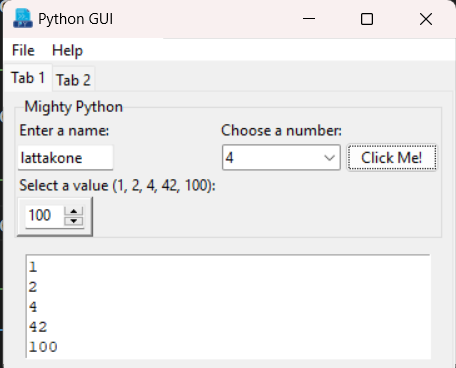 Python GUI
File Help
Tab 1 Tab 2
Mighty Python
Enter a name: Choose a number:
lattakone 4 Click Me!
Select a value (1, 2, 4, 42, 100):
100
1
2
4
42
100